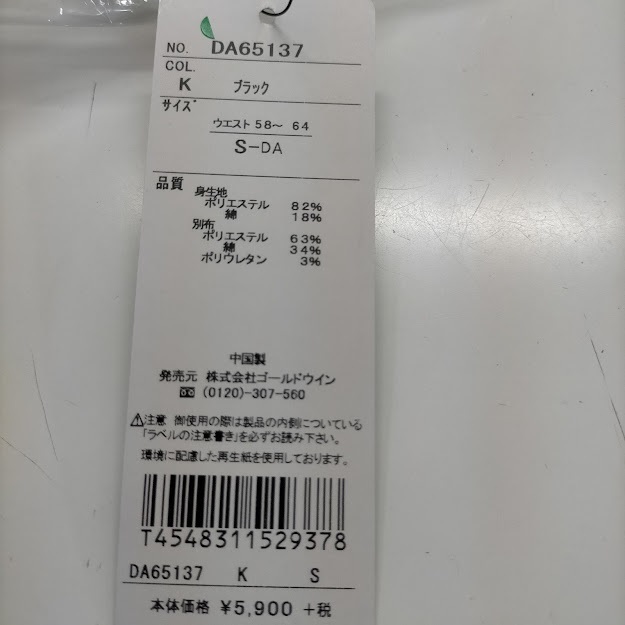 NO. DA65137
COL.
K ブラック
サイズ
ウエスト58〜 64
S-DA
品質
身生地
ポリエステル 82%
綿 18%
別布
ポリエステル 63%
綿 34%
ポリウレタン 3%
中国製
発売元 株式会社ゴールドウイン
(0120)-307-560
⚠注意 御使用の際は製品の内側についている
「ラベルの注意書き」を必ずお読み下さい。
環境に配慮した再生紙を使用しております。
T4548311529378
DA65137 K S
本体価格 ¥5,900 +税